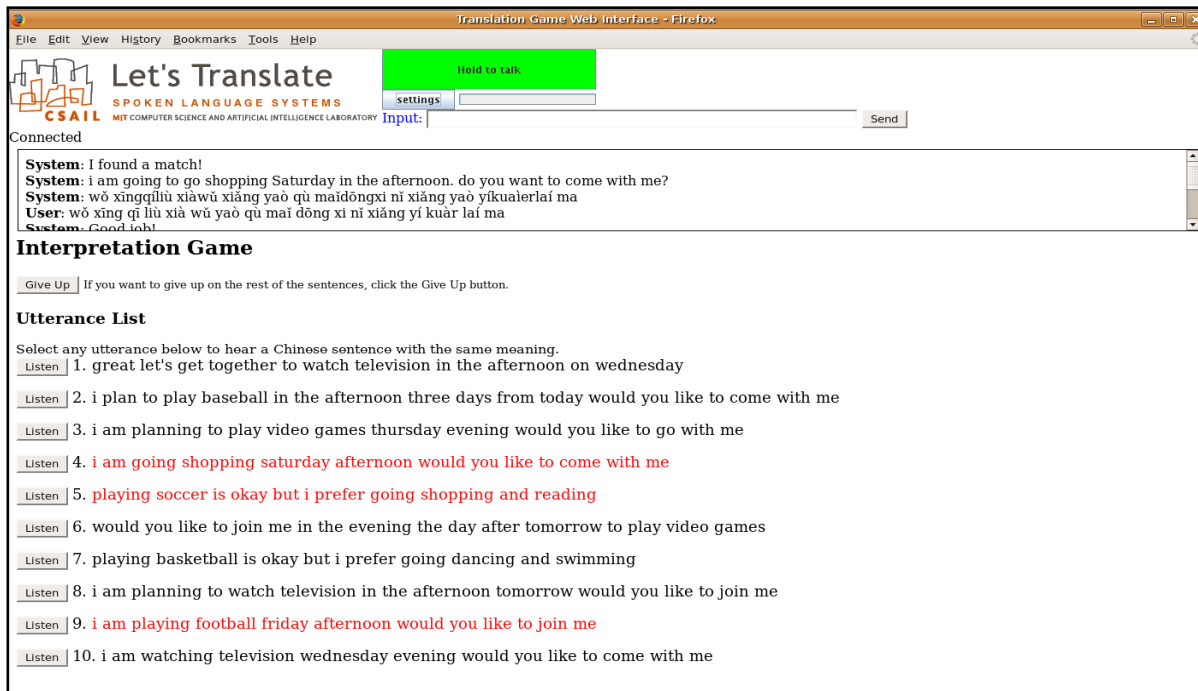 Translation Game Web Interface - Firefox
File Edit View History Bookmarks Tools Help
Let's Translate
SPOKEN LANGUAGE SYSTEMS
CSAIL MIT COMPUTER SCIENCE AND ARTIFICIAL INTELLIGENCE LABORATORY
Hold to talk
settings
Input: Send
Connected
System: I found a match!
System: i am going to go shopping Saturday in the afternoon. do you want to come with me?
System: wǒ xīngqíliù xiàwǔ xiǎng yaò qù maǐdōngxi nǐ xiǎng yaò yíkuaìerlaí ma
User: wǒ xīng qī liù xià wǔ yaò qù maǐ dōng xi nǐ xiǎng yí kuàr laí ma
System: Good job!
Interpretation Game
Give Up If you want to give up on the rest of the sentences, click the Give Up button.
Utterance List
Select any utterance below to hear a Chinese sentence with the same meaning.
Listen 1. great let's get together to watch television in the afternoon on wednesday
Listen 2. i plan to play baseball in the afternoon three days from today would you like to come with me
Listen 3. i am planning to play video games thursday evening would you like to go with me
Listen 4. i am going shopping saturday afternoon would you like to come with me
Listen 5. playing soccer is okay but i prefer going shopping and reading
Listen 6. would you like to join me in the evening the day after tomorrow to play video games
Listen 7. playing basketball is okay but i prefer going dancing and swimming
Listen 8. i am planning to watch television in the afternoon tomorrow would you like to join me
Listen 9. i am playing football friday afternoon would you like to join me
Listen 10. i am watching television wednesday evening would you like to come with me